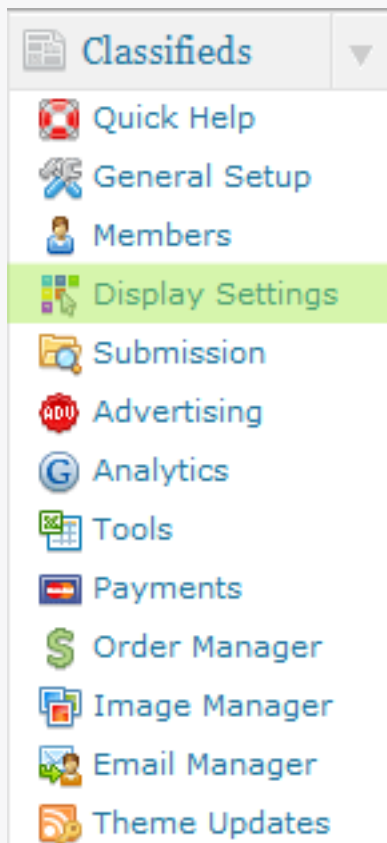 Classifieds
Quick Help
General Setup
Members
Display Settings
Submission
ADV Advertising
G Analytics
Tools
Payments
Order Manager
Image Manager
Email Manager
Theme Updates